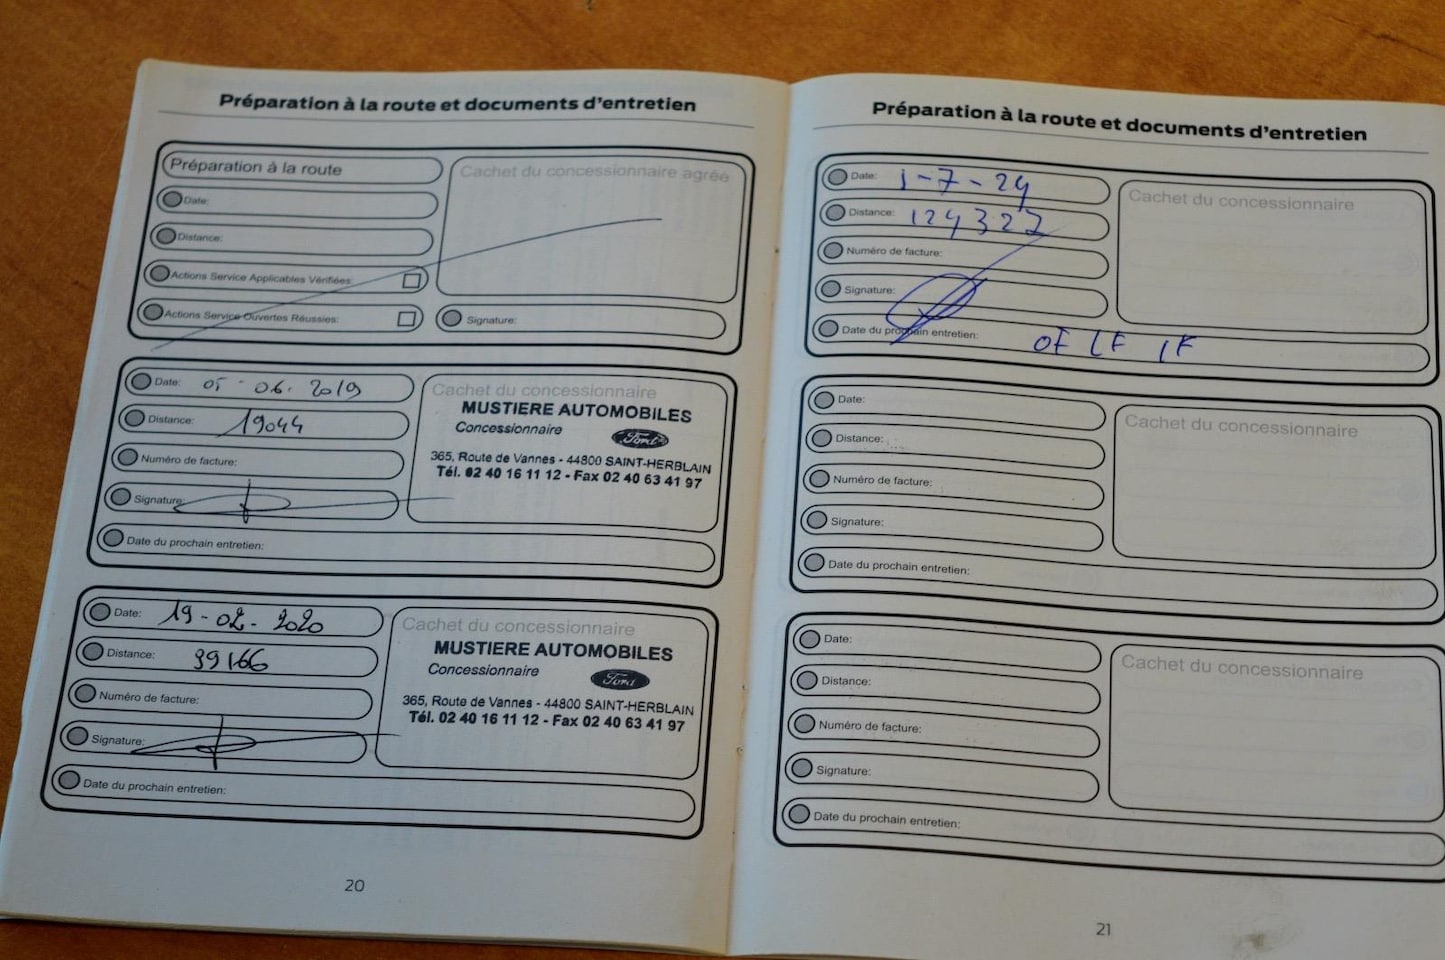 Préparation à la route et documents d'entretien
Préparation à la route
Cachet du concessionnaire agréé
Date:
Distance:
Actions Service Applicables Vérifiées:
Actions Service Ouvertes Réussies:
Signature:
Date: 05-06.2019
Distance: 19044
Numéro de facture:
Signature:
Date du prochain entretien:
Cachet du concessionnaire
MUSTIERE AUTOMOBILES
Concessionnaire Ford
365, Route de Vannes - 44800 SAINT-HERBLAIN
Tél. 02 40 16 11 12 - Fax 02 40 63 41 97
Date: 19-02-2020
Distance: 39166
Numéro de facture:
Signature:
Date du prochain entretien:
Cachet du concessionnaire
MUSTIERE AUTOMOBILES
Concessionnaire Ford
365, Route de Vannes - 44800 SAINT-HERBLAIN
Tél. 02 40 16 11 12 - Fax 02 40 63 41 97
20
Préparation à la route et documents d'entretien
Date: 1-7-24
Distance: 124327
Numéro de facture:
Signature:
Date du prochain entretien: OF LF
Cachet du concessionnaire
Date:
Distance:
Numéro de facture:
Signature:
Date du prochain entretien:
Cachet du concessionnaire
Date:
Distance:
Numéro de facture:
Signature:
Date du prochain entretien:
Cachet du concessionnaire
21